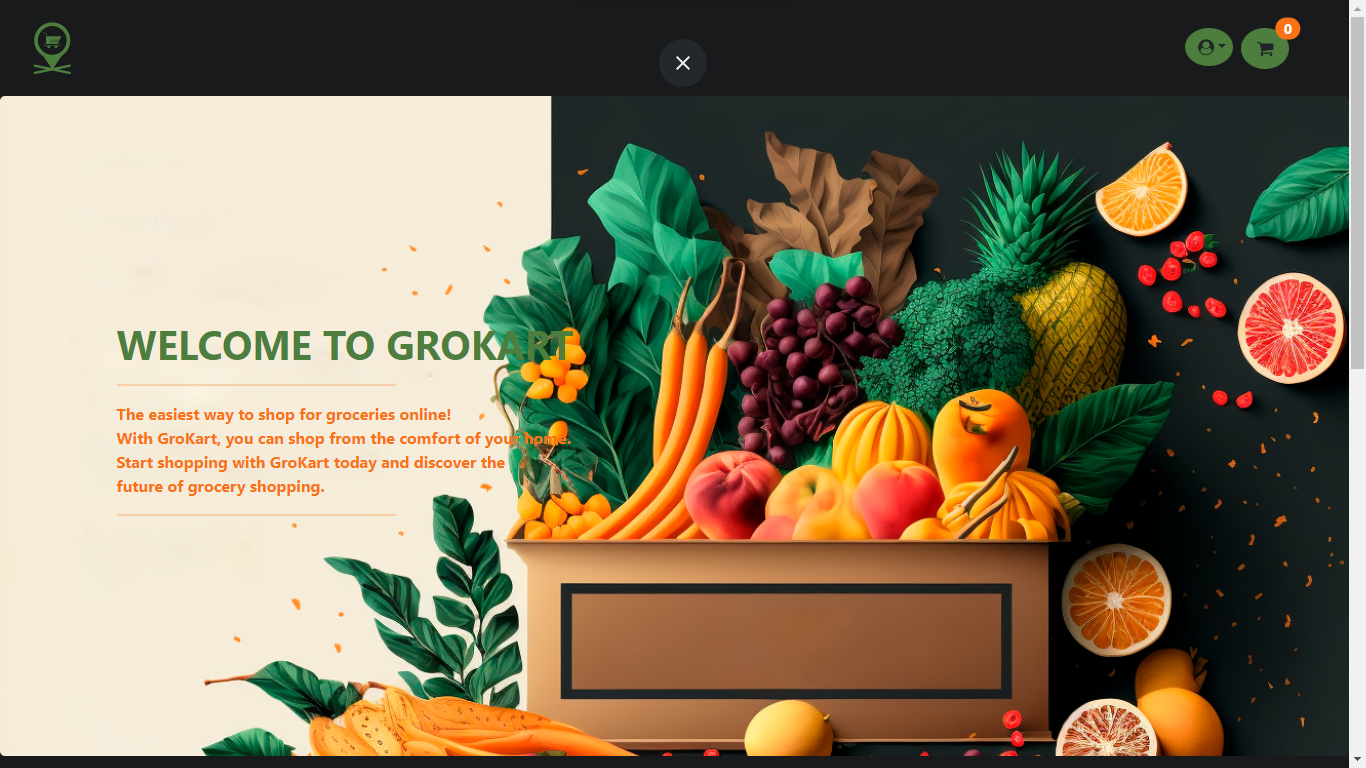 0
WELCOME TO GROKART
The easiest way to shop for groceries online!
With GroKart, you can shop from the comfort of your home.
Start shopping with GroKart today and discover the
future of grocery shopping.